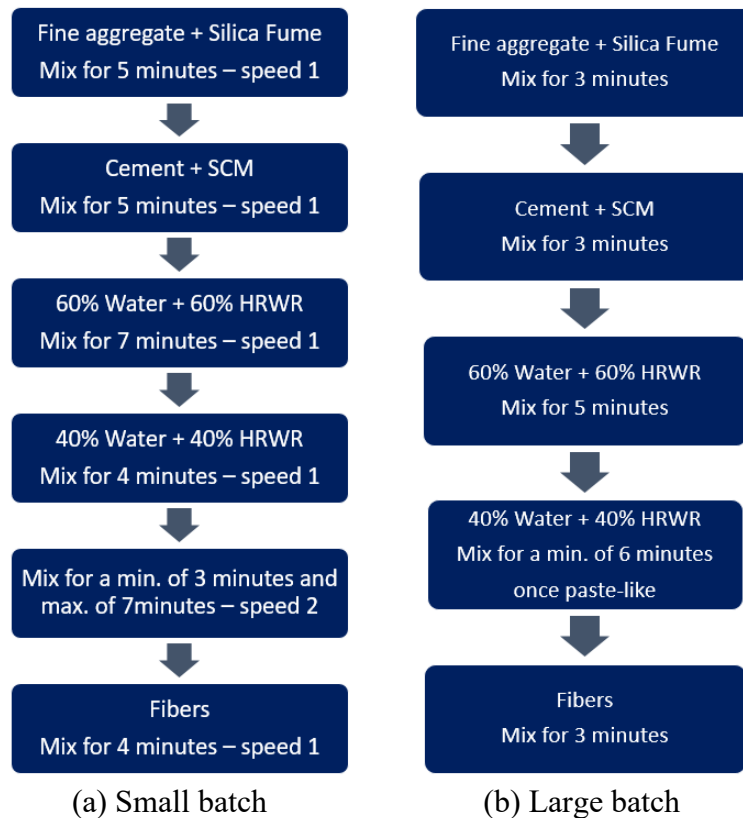 Fine aggregate + Silica Fume
Mix for 5 minutes – speed 1
Cement + SCM
Mix for 5 minutes – speed 1
60% Water + 60% HRWR
Mix for 7 minutes – speed 1
40% Water + 40% HRWR
Mix for 4 minutes – speed 1
Mix for a min. of 3 minutes and
max. of 7minutes – speed 2
Fibers
Mix for 4 minutes – speed 1
(a) Small batch
Fine aggregate + Silica Fume
Mix for 3 minutes
Cement + SCM
Mix for 3 minutes
60% Water + 60% HRWR
Mix for 5 minutes
40% Water + 40% HRWR
Mix for a min. of 6 minutes
once paste-like
Fibers
Mix for 3 minutes
(b) Large batch